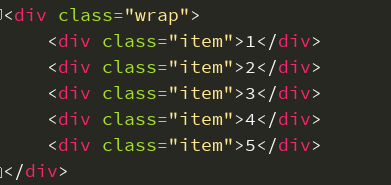 <div class="wrap">
    <div class="item">1</div>
    <div class="item">2</div>
    <div class="item">3</div>
    <div class="item">4</div>
    <div class="item">5</div>
</div>